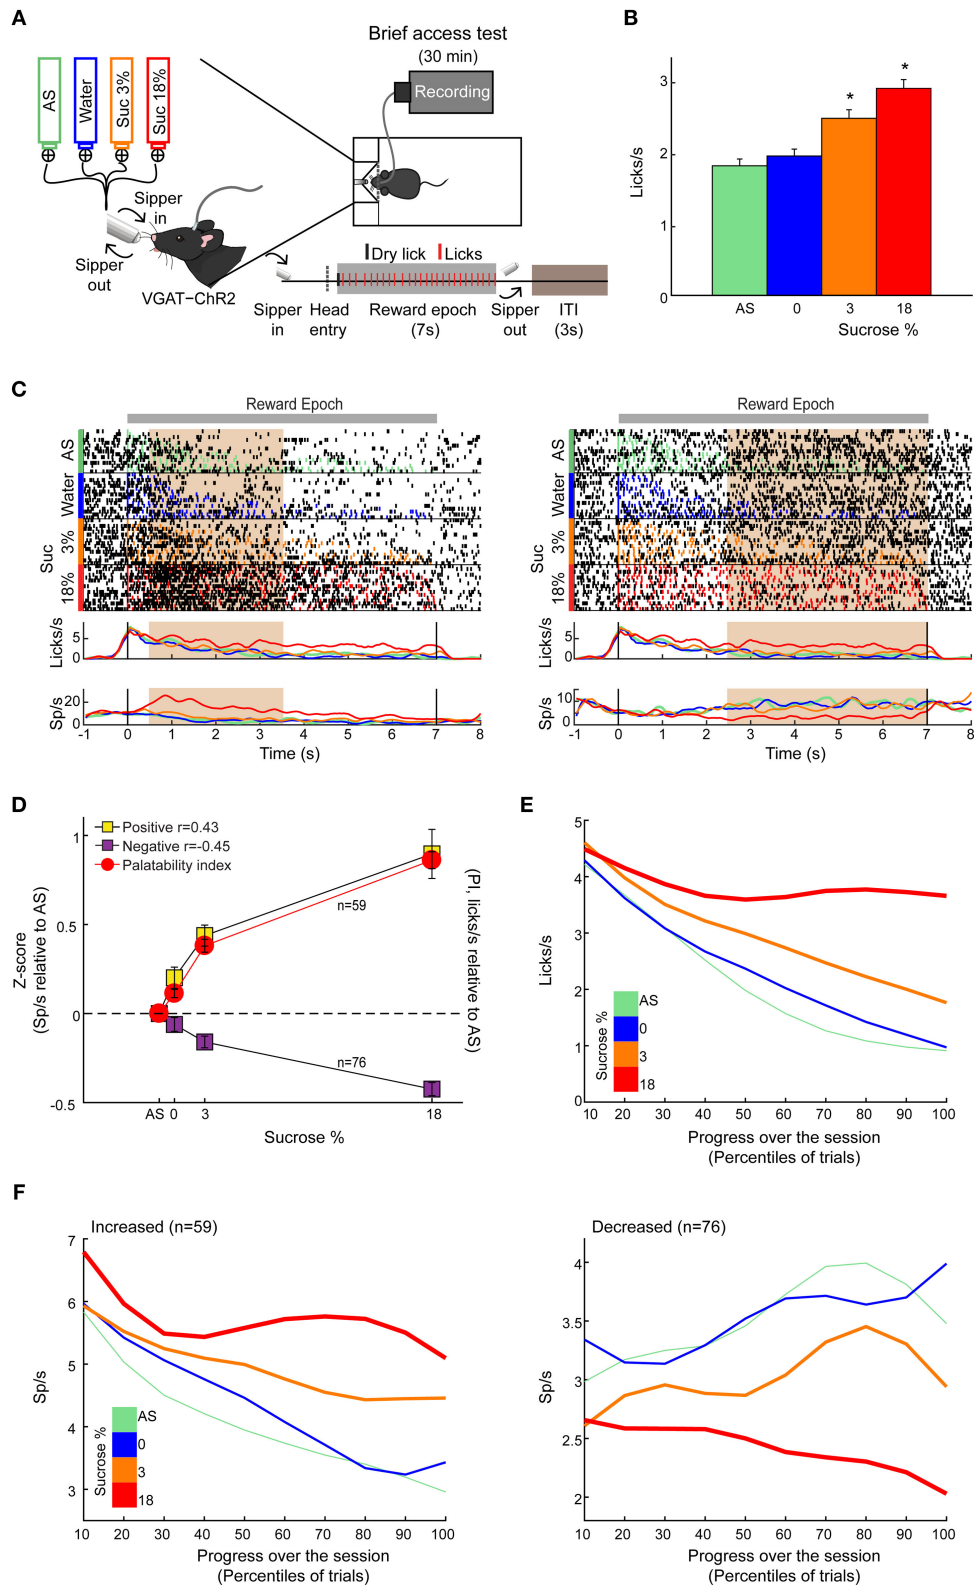 A
Brief access test
(30 min)
Recording
AS
Water
Suc 3%
Suc 18%
Sipper
in
Sipper
out
VGAT−ChR2
Dry lick
Licks
Sipper
in
Head
entry
Reward epoch
(7s)
Sipper
out
ITI
(3s)
B
Licks/s
3
2
1
0
*
*
AS
0
3
18
Sucrose %
C
Reward Epoch
AS
Water
3%
18%
Suc
Licks/s
5
0
Sp/s
20
0
-1 0 1 2 3 4 5 6 7 8
Time (s)
Reward Epoch
AS
Water
3%
18%
Suc
Licks/s
5
0
Sp/s
10
0
-1 0 1 2 3 4 5 6 7 8
Time (s)
D
Positive r=0.43
Negative r=-0.45
Palatability index
Z-score
(Sp/s relative to AS)
1
0.5
0
-0.5
n=59
n=76
(PI, licks/s relative to AS)
AS 0 3 18
Sucrose %
E
Licks/s
5
4
3
2
1
0
Sucrose %
AS
0
3
18
10 20 30 40 50 60 70 80 90 100
Progress over the session
(Percentiles of trials)
F
Increased (n=59)
Sp/s
7
6
5
4
3
Sucrose %
AS
0
3
18
10 20 30 40 50 60 70 80 90 100
Progress over the session
(Percentiles of trials)
Decreased (n=76)
Sp/s
4
3.5
3
2.5
2
10 20 30 40 50 60 70 80 90 100
Progress over the session
(Percentiles of trials)